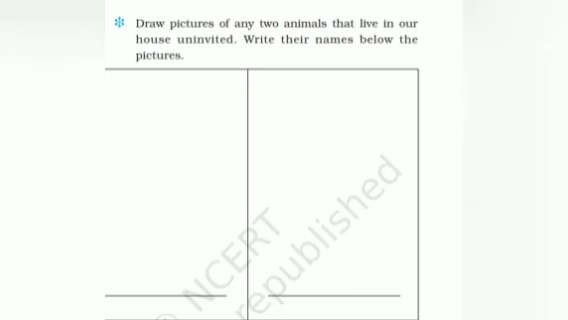 ❄ Draw pictures of any two animals that live in our
house uninvited. Write their names below the
pictures.
© NCERT
republished